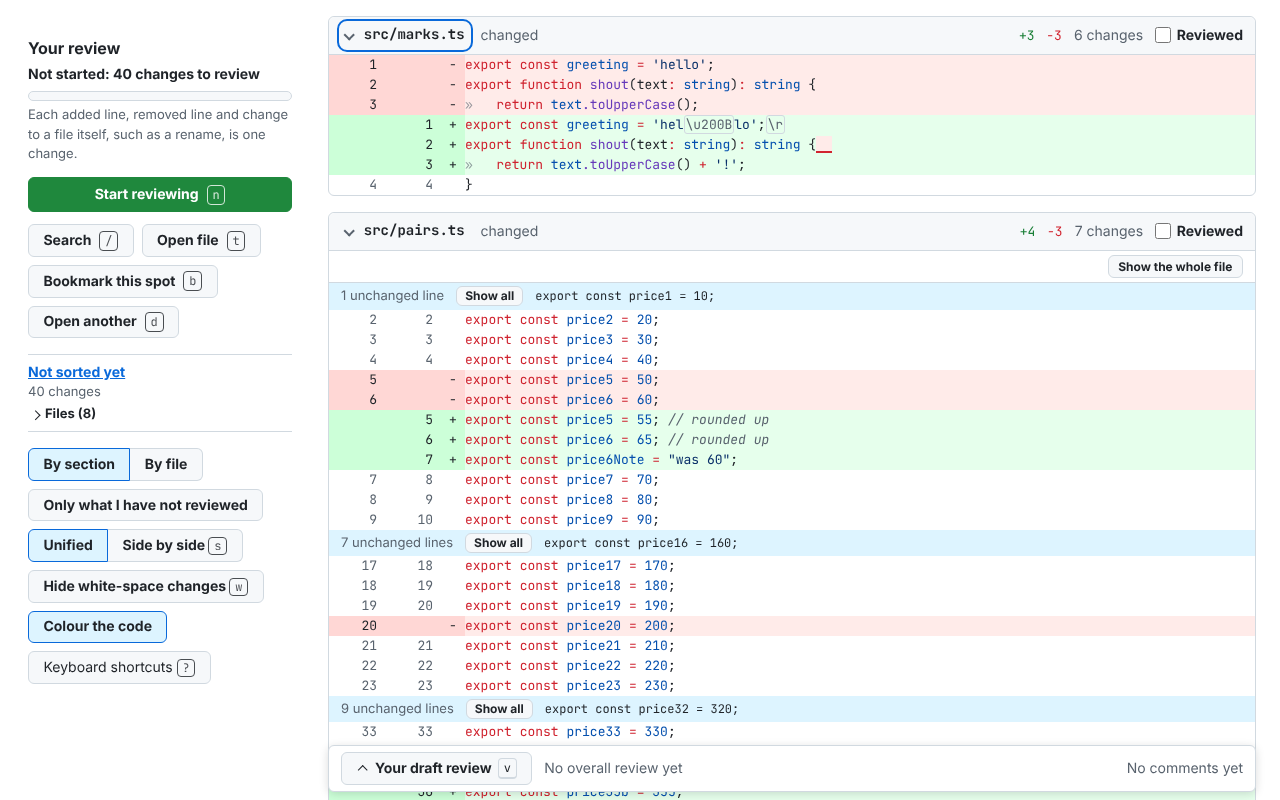 Your review
Not started: 40 changes to review
Each added line, removed line and change
to a file itself, such as a rename, is one
change.
Start reviewing n
Search /
Open file t
Bookmark this spot b
Open another d
Not sorted yet
40 changes
Files (8)
By section
By file
Only what I have not reviewed
Unified
Side by side s
Hide white-space changes w
Colour the code
Keyboard shortcuts ?
src/marks.ts changed +3 -3 6 changes Reviewed
1 - export const greeting = 'hello';
2 - export function shout(text: string): string {
3 - » return text.toUpperCase();
1 + export const greeting = 'hel\u200Blo';\r
2 + export function shout(text: string): string {
3 + » return text.toUpperCase() + '!';
4 4 }
src/pairs.ts changed +4 -3 7 changes Reviewed
Show the whole file
1 unchanged line Show all export const price1 = 10;
2 2 export const price2 = 20;
3 3 export const price3 = 30;
4 4 export const price4 = 40;
5 - export const price5 = 50;
6 - export const price6 = 60;
5 + export const price5 = 55; // rounded up
6 + export const price6 = 65; // rounded up
7 + export const price6Note = "was 60";
7 8 export const price7 = 70;
8 9 export const price8 = 80;
9 10 export const price9 = 90;
7 unchanged lines Show all export const price16 = 160;
17 18 export const price17 = 170;
18 19 export const price18 = 180;
19 20 export const price19 = 190;
20 - export const price20 = 200;
21 21 export const price21 = 210;
22 22 export const price22 = 220;
23 23 export const price23 = 230;
9 unchanged lines Show all export const price32 = 320;
33 33 export const price33 = 330;
Your draft review v No overall review yet No comments yet